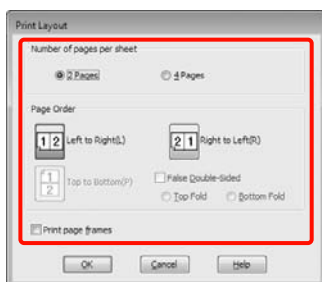 Print Layout
Number of pages per sheet
2 Pages
4 Pages
Page Order
1 2 Left to Right(L)
2 1 Right to Left(R)
1
2
Top to Bottom(P)
False Double-Sided
Top Fold Bottom Fold
Print page frames
OK Cancel Help